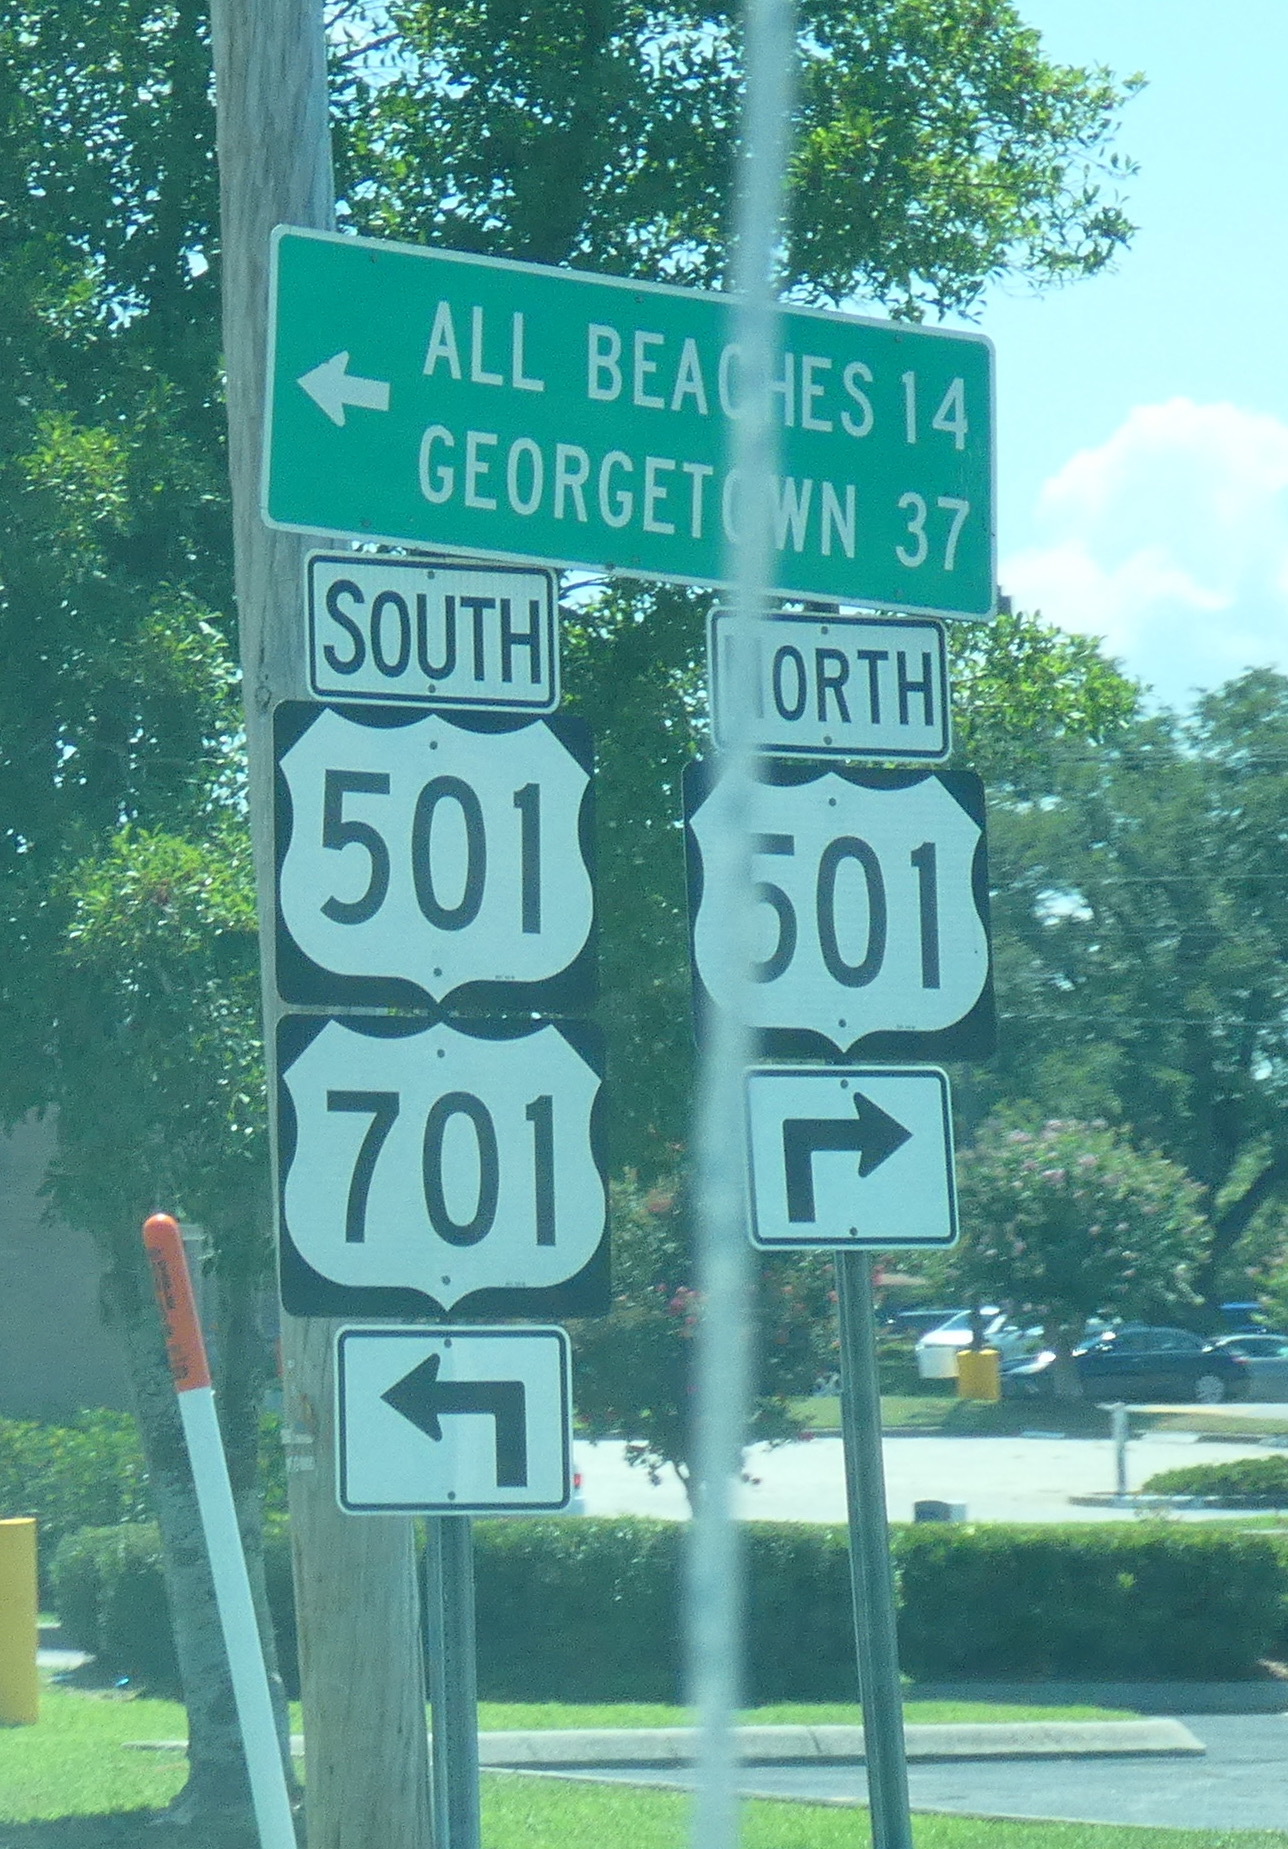 ALL BEACHES 14
GEORGETOWN 37
SOUTH
501
701
NORTH
501